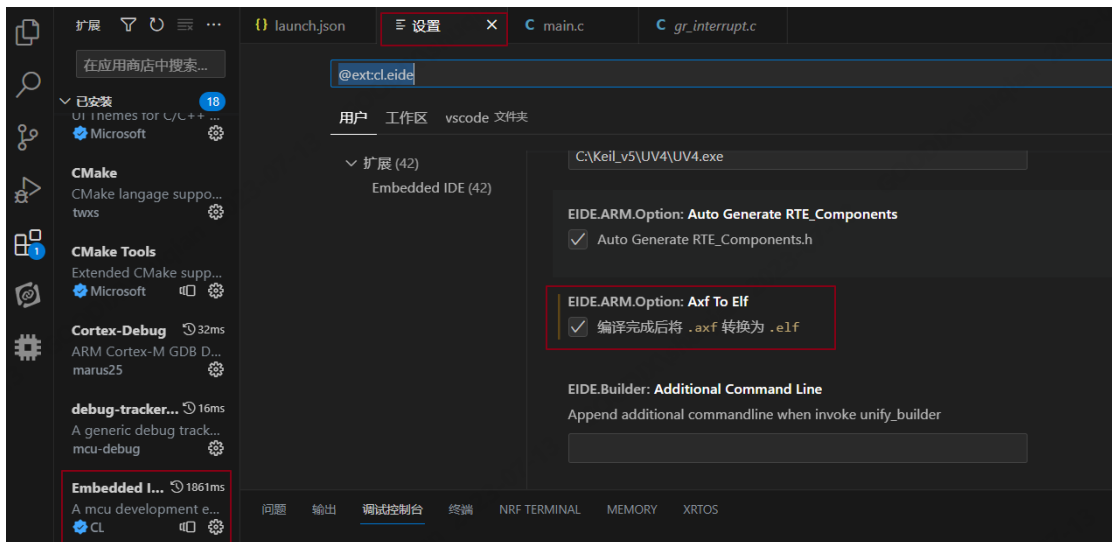 扩展
{} launch.json
设置
C main.c
C gr_interrupt.c
在应用商店中搜索...
@ext:cl.eide
已安装
18
用户
工作区
vscode 文件夹
UI Themes for C/C++ ...
Microsoft
扩展 (42)
Embedded IDE (42)
C:\Keil_v5\UV4\UV4.exe
CMake
CMake langage suppo...
twxs
EIDE.ARM.Option: Auto Generate RTE_Components
Auto Generate RTE_Components.h
CMake Tools
Extended CMake supp...
Microsoft
1
EIDE.ARM.Option: Axf To Elf
编译完成后将 .axf 转换为 .elf
Cortex-Debug
32ms
ARM Cortex-M GDB D...
marus25
EIDE.Builder: Additional Command Line
Append additional commandline when invoke unify_builder
debug-tracker...
16ms
A generic debug track...
mcu-debug
Embedded I...
1861ms
A mcu development e...
CL
问题
输出
调试控制台
终端
NRF TERMINAL
MEMORY
XRTOS